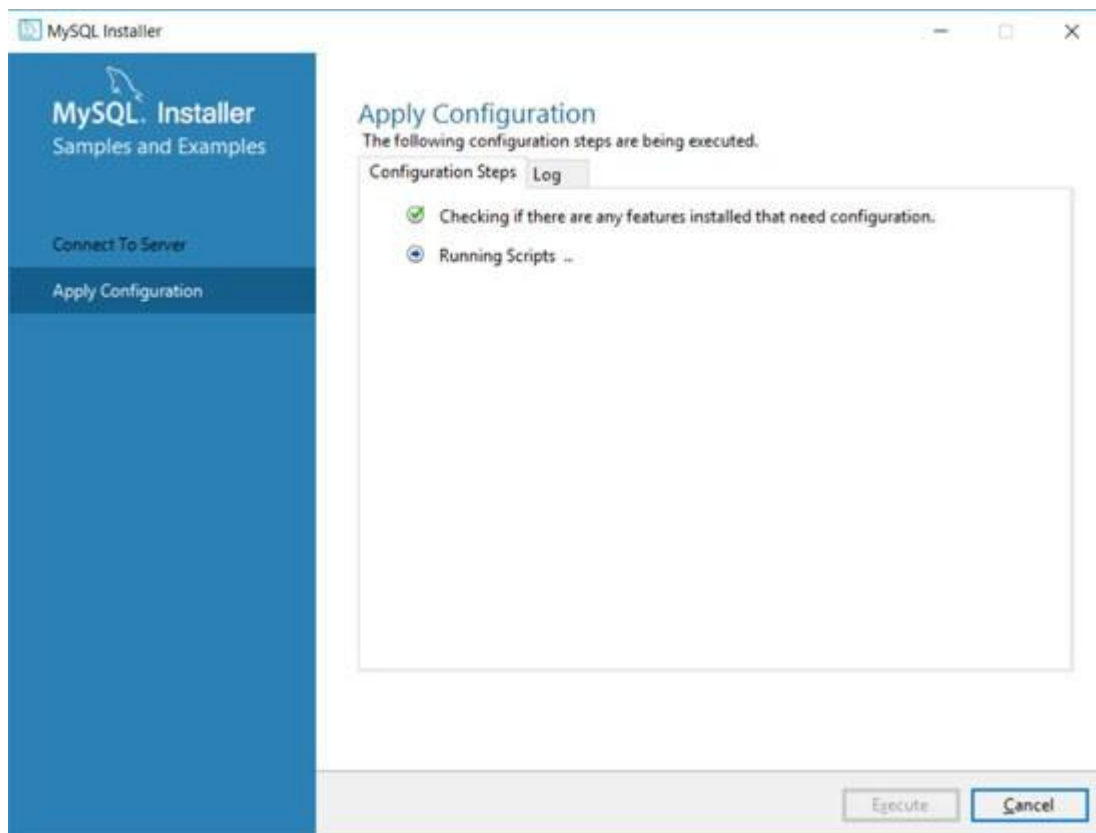 MySQL Installer
MySQL. Installer
Samples and Examples
Connect To Server
Apply Configuration
Apply Configuration
The following configuration steps are being executed.
Configuration Steps
Log
Checking if there are any features installed that need configuration.
Running Scripts ..
Execute
Cancel